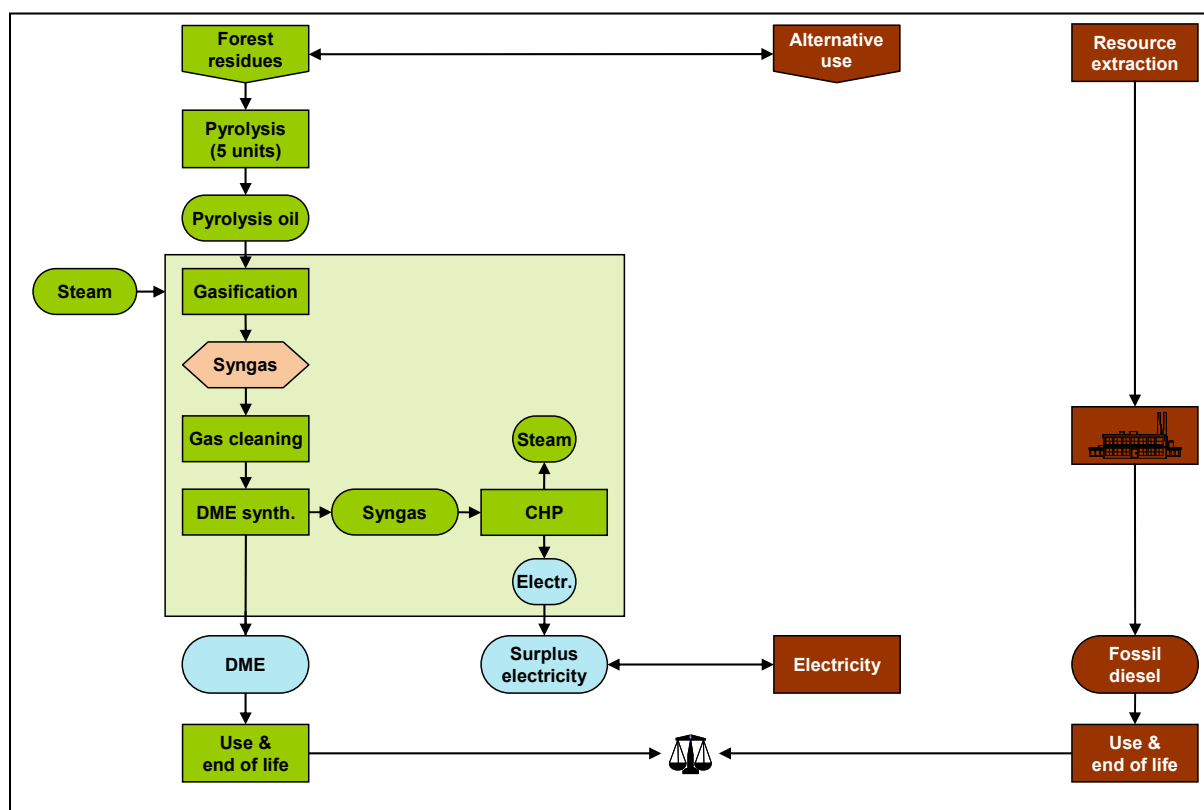 Forest
residues
Alternative
use
Resource
extraction
Pyrolysis
(5 units)
Pyrolysis oil
Steam
Gasification
Syngas
Gas cleaning
Steam
DME synth.
Syngas
CHP
Electr.
DME
Surplus
electricity
Electricity
Fossil
diesel
Use &
end of life
Use &
end of life